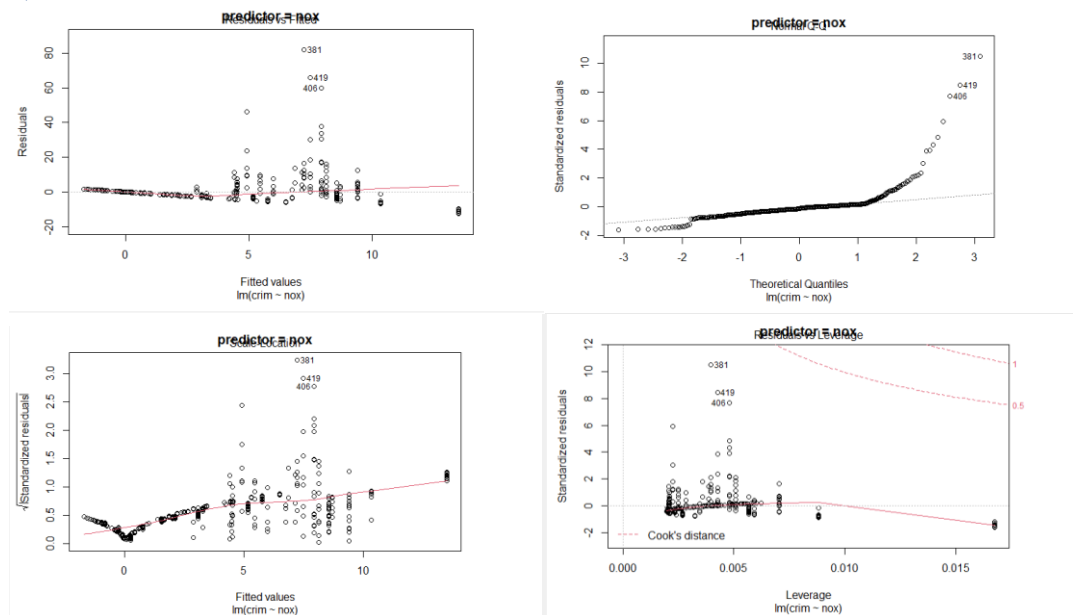 predictor = nox
Residuals vs Fitted
Residuals
80
60
40
20
0
20
381
419
406
0
5
10
Fitted values
lm(crim ~ nox)
predictor = nox
Normal Q-Q
Standardized residuals
10
8
6
4
2
0
-2
381
419
406
-3
-2
-1
0
1
2
3
Theoretical Quantiles
lm(crim ~ nox)
predictor = nox
Scale-Location
√|Standardized residuals|
3.0
2.5
2.0
1.5
1.0
0.5
0.0
381
419
406
0
5
10
Fitted values
lm(crim ~ nox)
predictor = nox
Residuals vs Leverage
Standardized residuals
12
10
8
6
4
2
0
-2
381
419
406
1
0.5
Cook's distance
0.000
0.005
0.010
0.015
Leverage
lm(crim ~ nox)